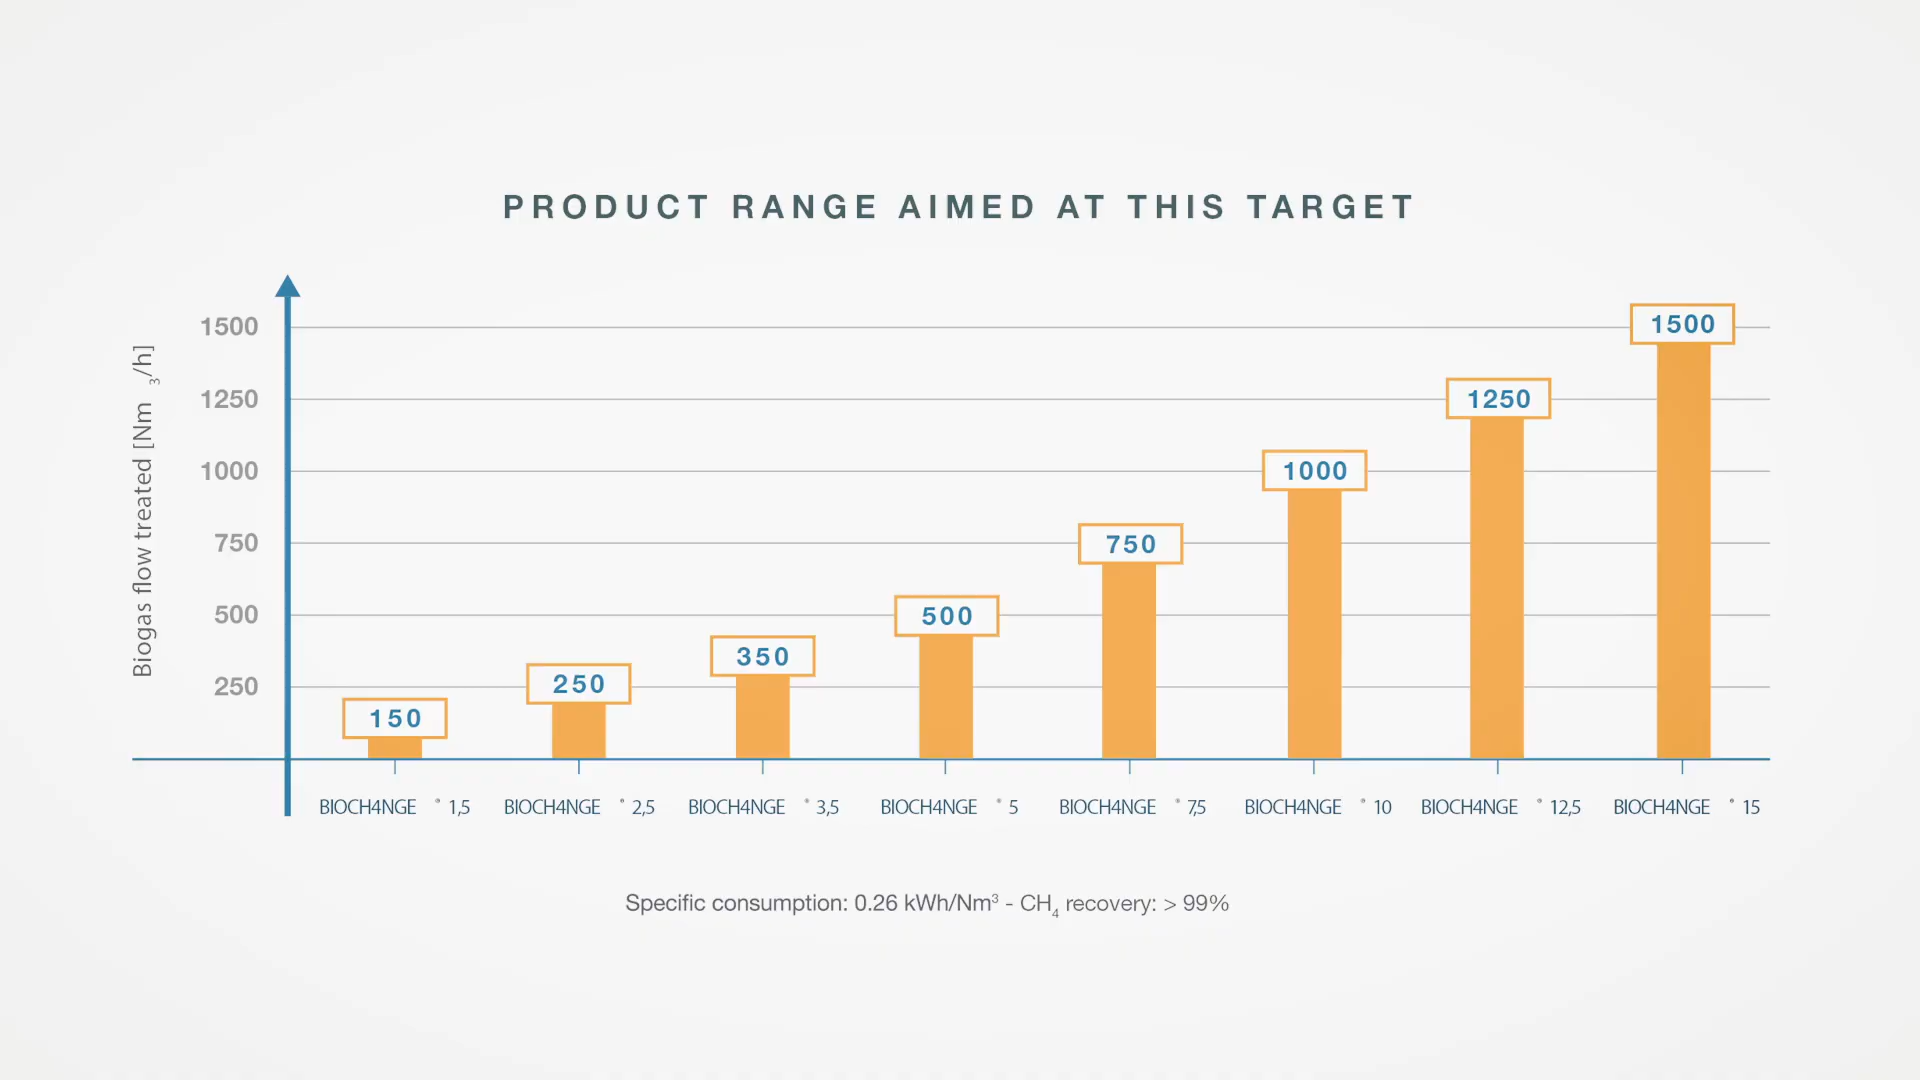 PRODUCT RANGE AIMED AT THIS TARGET
Biogas flow treated [Nm 3/h]
1500
1250
1000
750
500
250
150
250
350
500
750
1000
1250
1500
BIOCH4NGE ® 1,5
BIOCH4NGE ® 2,5
BIOCH4NGE ® 3,5
BIOCH4NGE ® 5
BIOCH4NGE ® 7,5
BIOCH4NGE ® 10
BIOCH4NGE ® 12,5
BIOCH4NGE ® 15
Specific consumption: 0.26 kWh/Nm³ - CH₄ recovery: > 99%